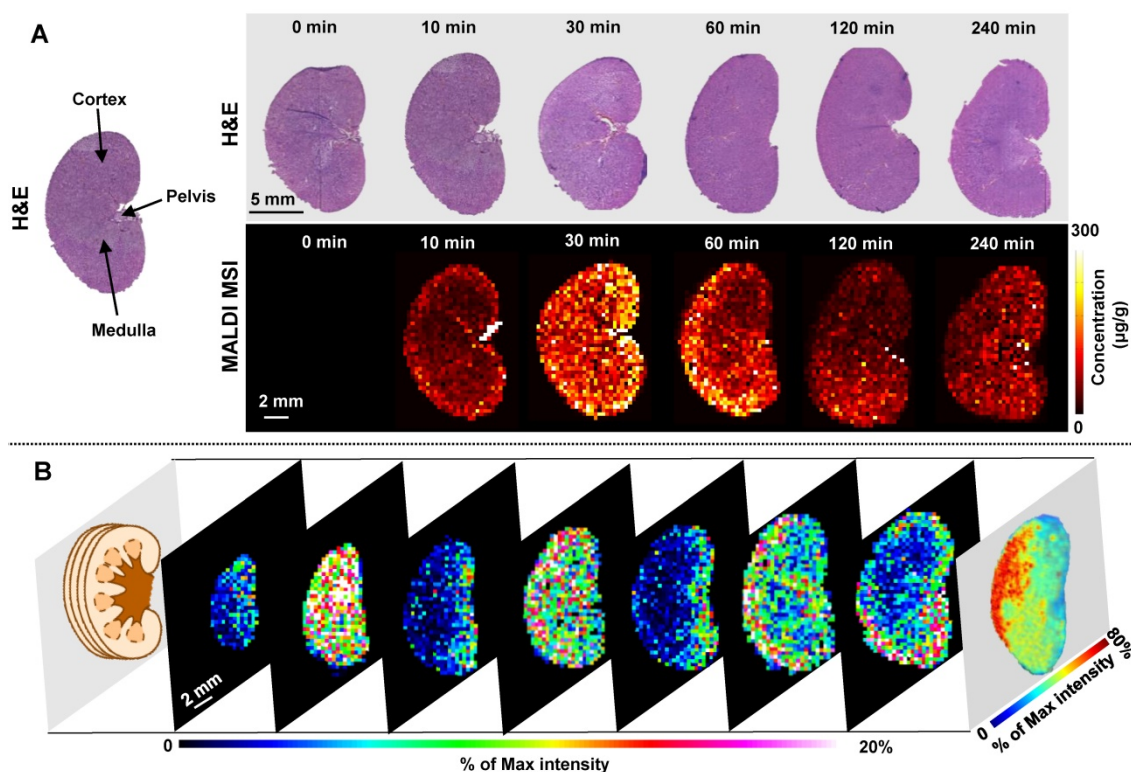 A
H&E
Cortex
Pelvis
Medulla
H&E
0 min 10 min 30 min 60 min 120 min 240 min
5 mm
MALDI MSI
0 min 10 min 30 min 60 min 120 min 240 min
2 mm
300
Concentration
(µg/g)
0
B
2 mm
0 20%
% of Max intensity
0 80%
% of Max intensity